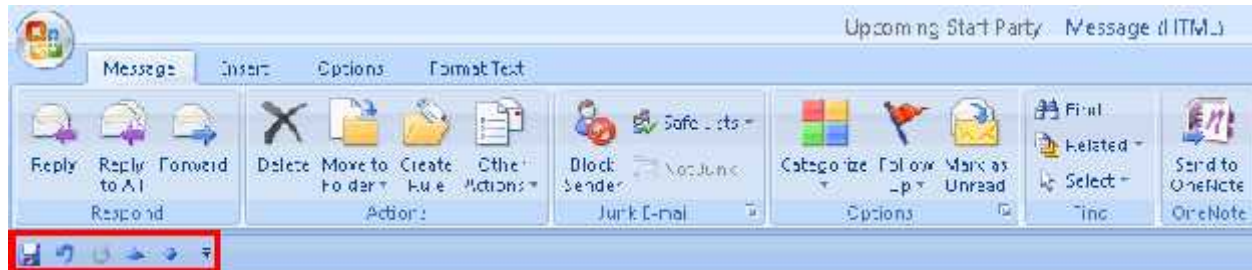 Upcoming Start Party Message (HTML)
Message Insert Options Format Text
Reply Reply to All Forward
Delete Move to Folder Create Rule Other Actions
Block Sender Safe Lists Not Junk
Categorize Follow Up Mark as Unread
Find
Related
Select
Send to OneNote
Respond Actions Junk E-mail Options Find OneNote